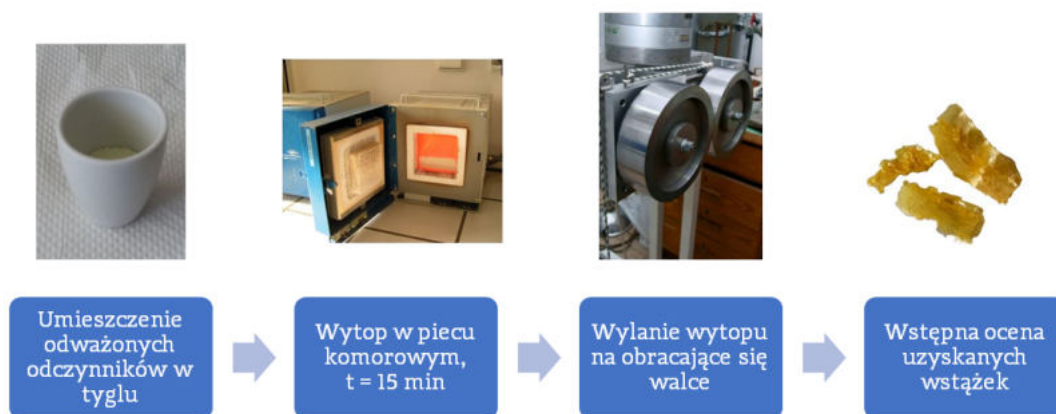 Umieszczenie
odważonych
odczynników w
tyglu
Wytop w piecu
komorowym,
t = 15 min
Wylanie wytopu
na obracające się
walce
Wstępna ocena
uzyskanych
wstążek